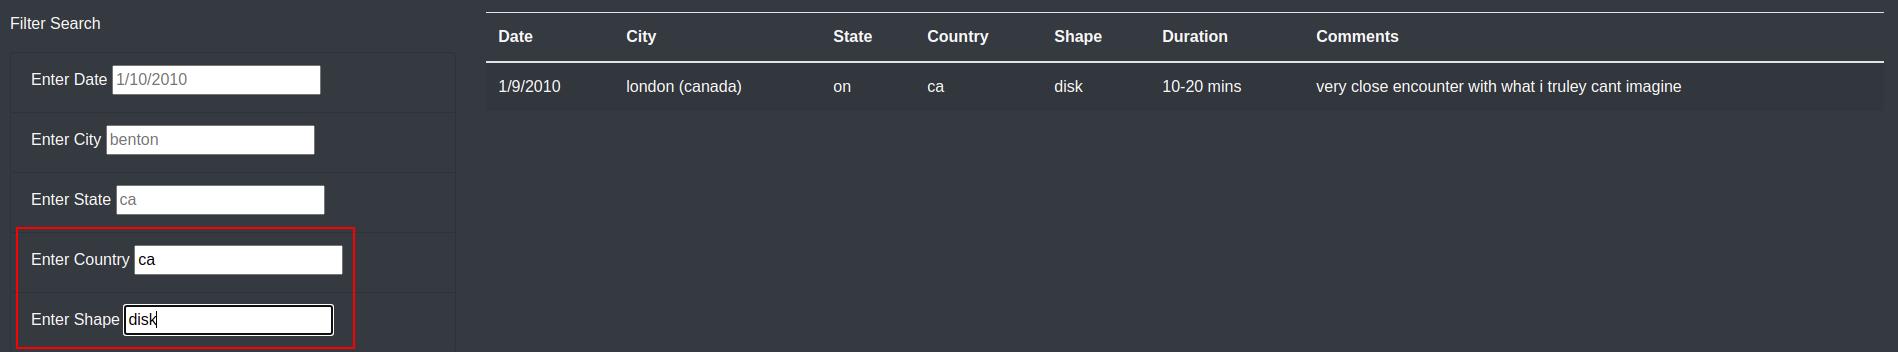 Filter Search
Enter Date 1/10/2010
Enter City benton
Enter State ca
Enter Country ca
Enter Shape disk
Date City State Country Shape Duration Comments
1/9/2010 london (canada) on ca disk 10-20 mins very close encounter with what i truley cant imagine